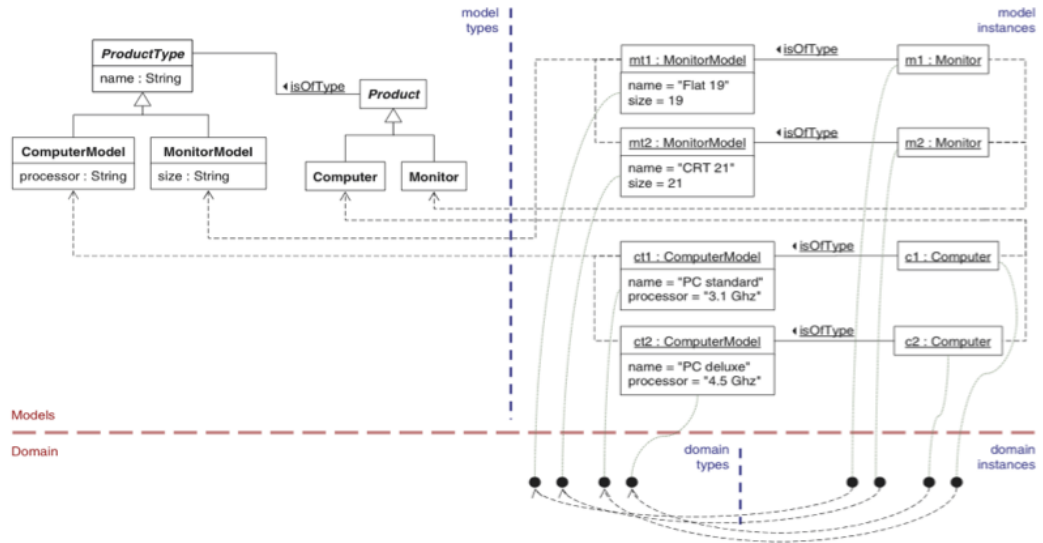 model
types
model
instances
ProductType
name : String
◂isOfType
Product
ComputerModel
processor : String
MonitorModel
size : String
Computer
Monitor
mt1 : MonitorModel
name = "Flat 19"
size = 19
◂isOfType
m1 : Monitor
mt2 : MonitorModel
name = "CRT 21"
size = 21
◂isOfType
m2 : Monitor
ct1 : ComputerModel
name = "PC standard"
processor = "3.1 Ghz"
◂isOfType
c1 : Computer
ct2 : ComputerModel
name = "PC deluxe"
processor = "4.5 Ghz"
◂isOfType
c2 : Computer
Models
Domain
domain
types
domain
instances